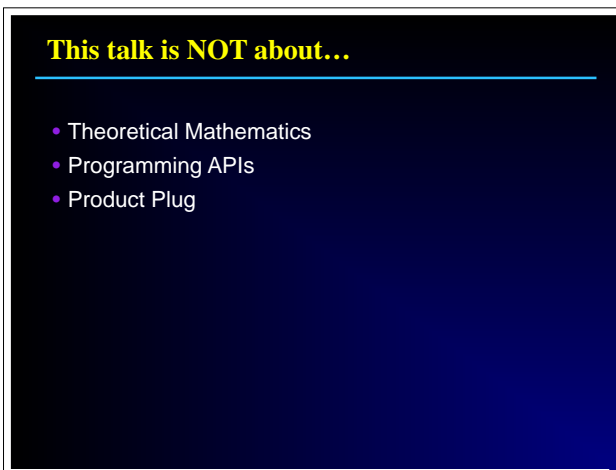 This talk is NOT about…
• Theoretical Mathematics
• Programming APIs
• Product Plug